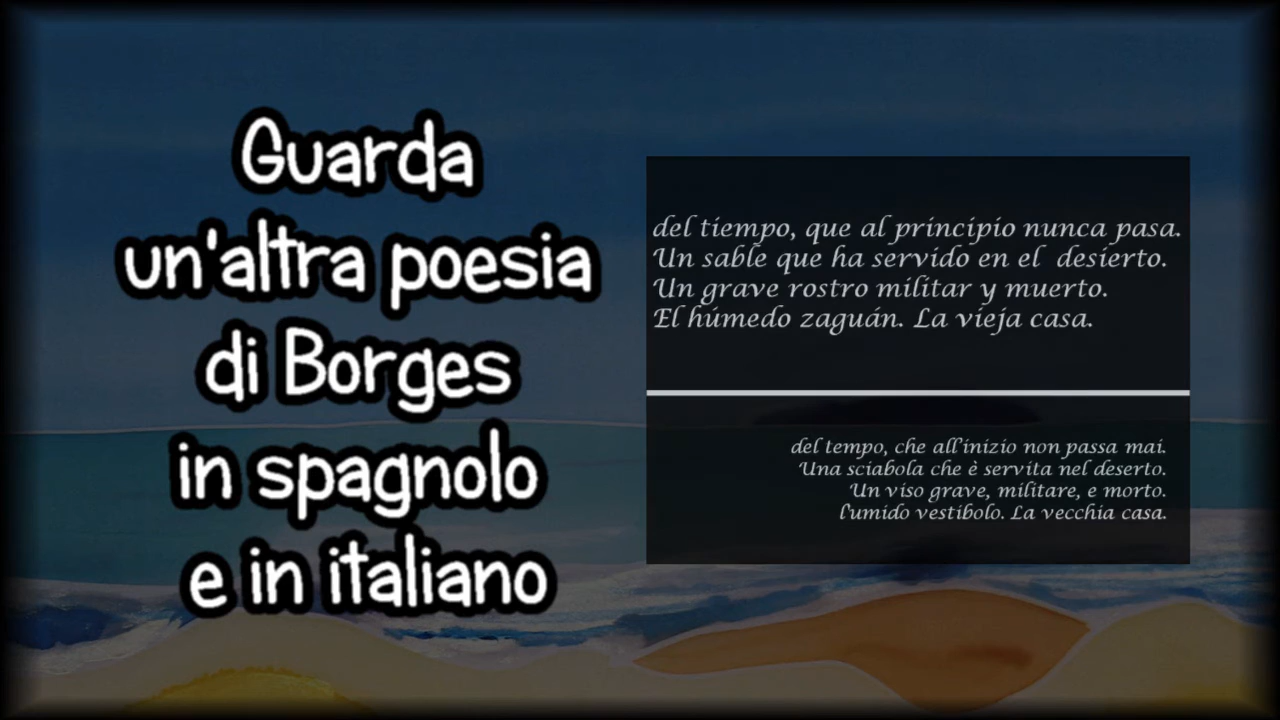 Guarda
un'altra poesia
di Borges
in spagnolo
e in italiano
del tiempo, que al principio nunca pasa.
Un sable que ha servido en el desierto.
Un grave rostro militar y muerto.
El húmedo zaguán. La vieja casa.
del tempo, che all'inizio non passa mai.
Una sciabola che è servita nel deserto.
Un viso grave, militare, e morto.
l'umido vestibolo. La vecchia casa.